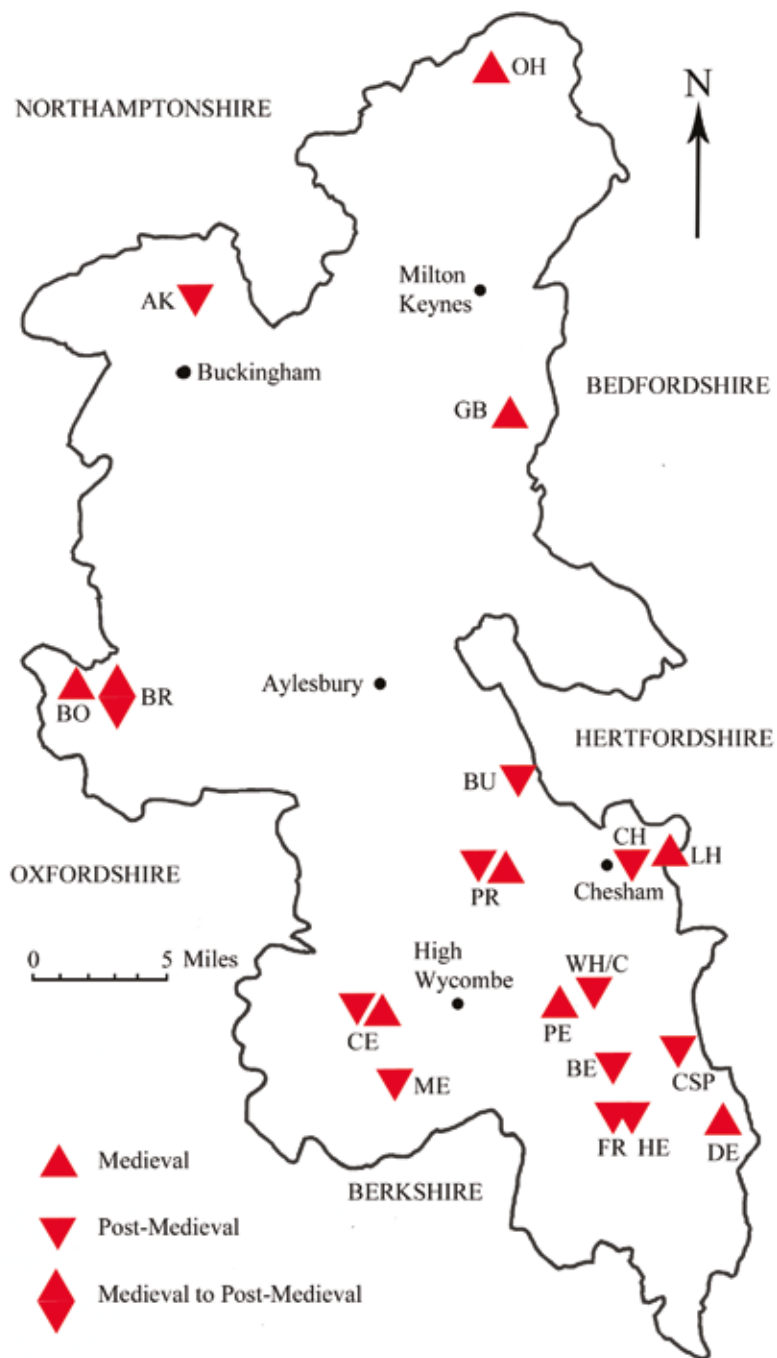 OH
NORTHAMPTONSHIRE
N
Milton
Keynes
AK
Buckingham
BEDFORDSHIRE
GB
Aylesbury
BO
BR
HERTFORDSHIRE
BU
CH
LH
OXFORDSHIRE
PR
Chesham
0 5 Miles
High
Wycombe
WH/C
CE
PE
BE
CSP
ME
FR
HE
DE
Medieval
BERKSHIRE
Post-Medieval
Medieval to Post-Medieval